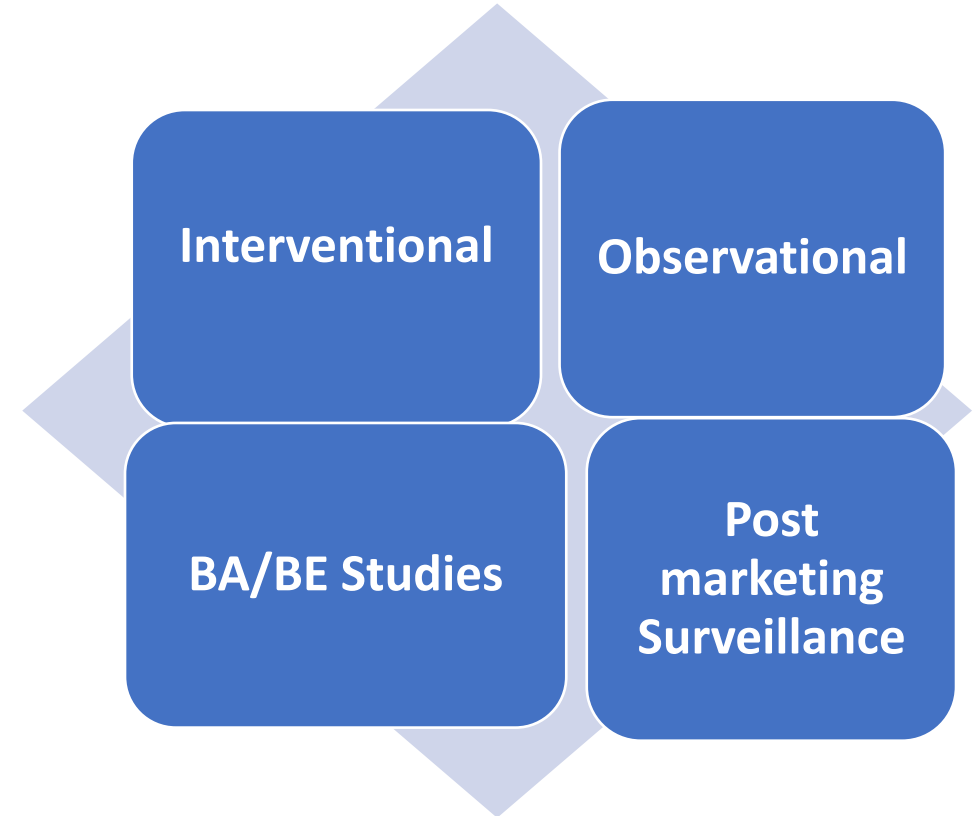 Interventional
Observational
BA/BE Studies
Post
marketing
Surveillance